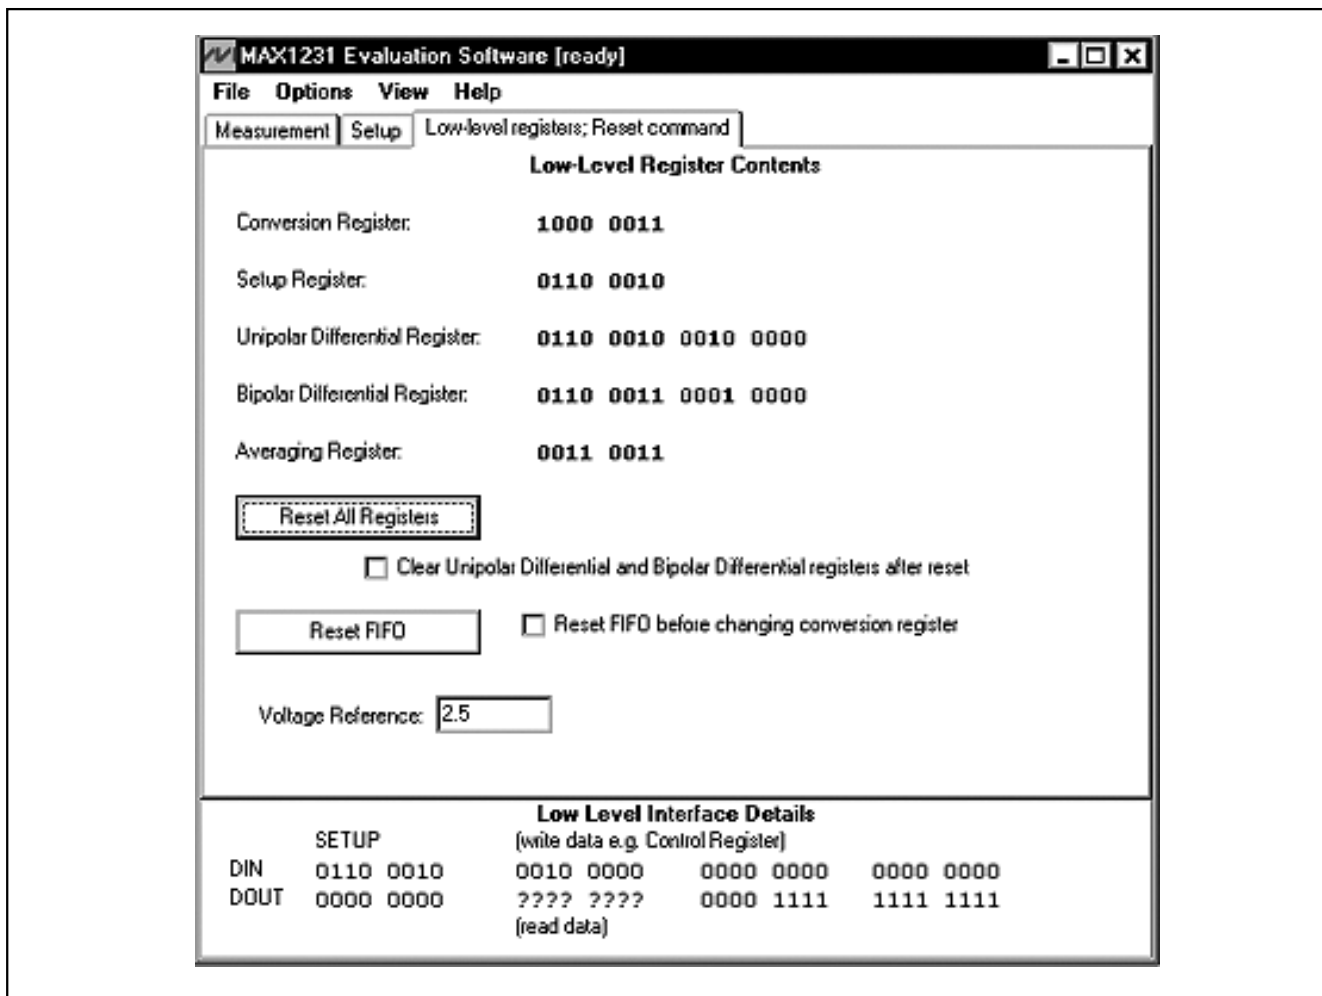 MAX1231 Evaluation Software [ready]
File Options View Help
Measurement Setup Low-level registers; Reset command
Low-Level Register Contents
Conversion Register: 1000 0011
Setup Register: 0110 0010
Unipolar Differential Register: 0110 0010 0010 0000
Bipolar Differential Register: 0110 0011 0001 0000
Averaging Register: 0011 0011
Reset All Registers
Clear Unipolar Differential and Bipolar Differential registers after reset
Reset FIFO Reset FIFO before changing conversion register
Voltage Reference: 2.5
Low Level Interface Details
SETUP (write data e.g. Control Register)
DIN 0110 0010 0010 0000 0000 0000 0000 0000
DOUT 0000 0000 ???? ???? 0000 1111 1111 1111
(read data)